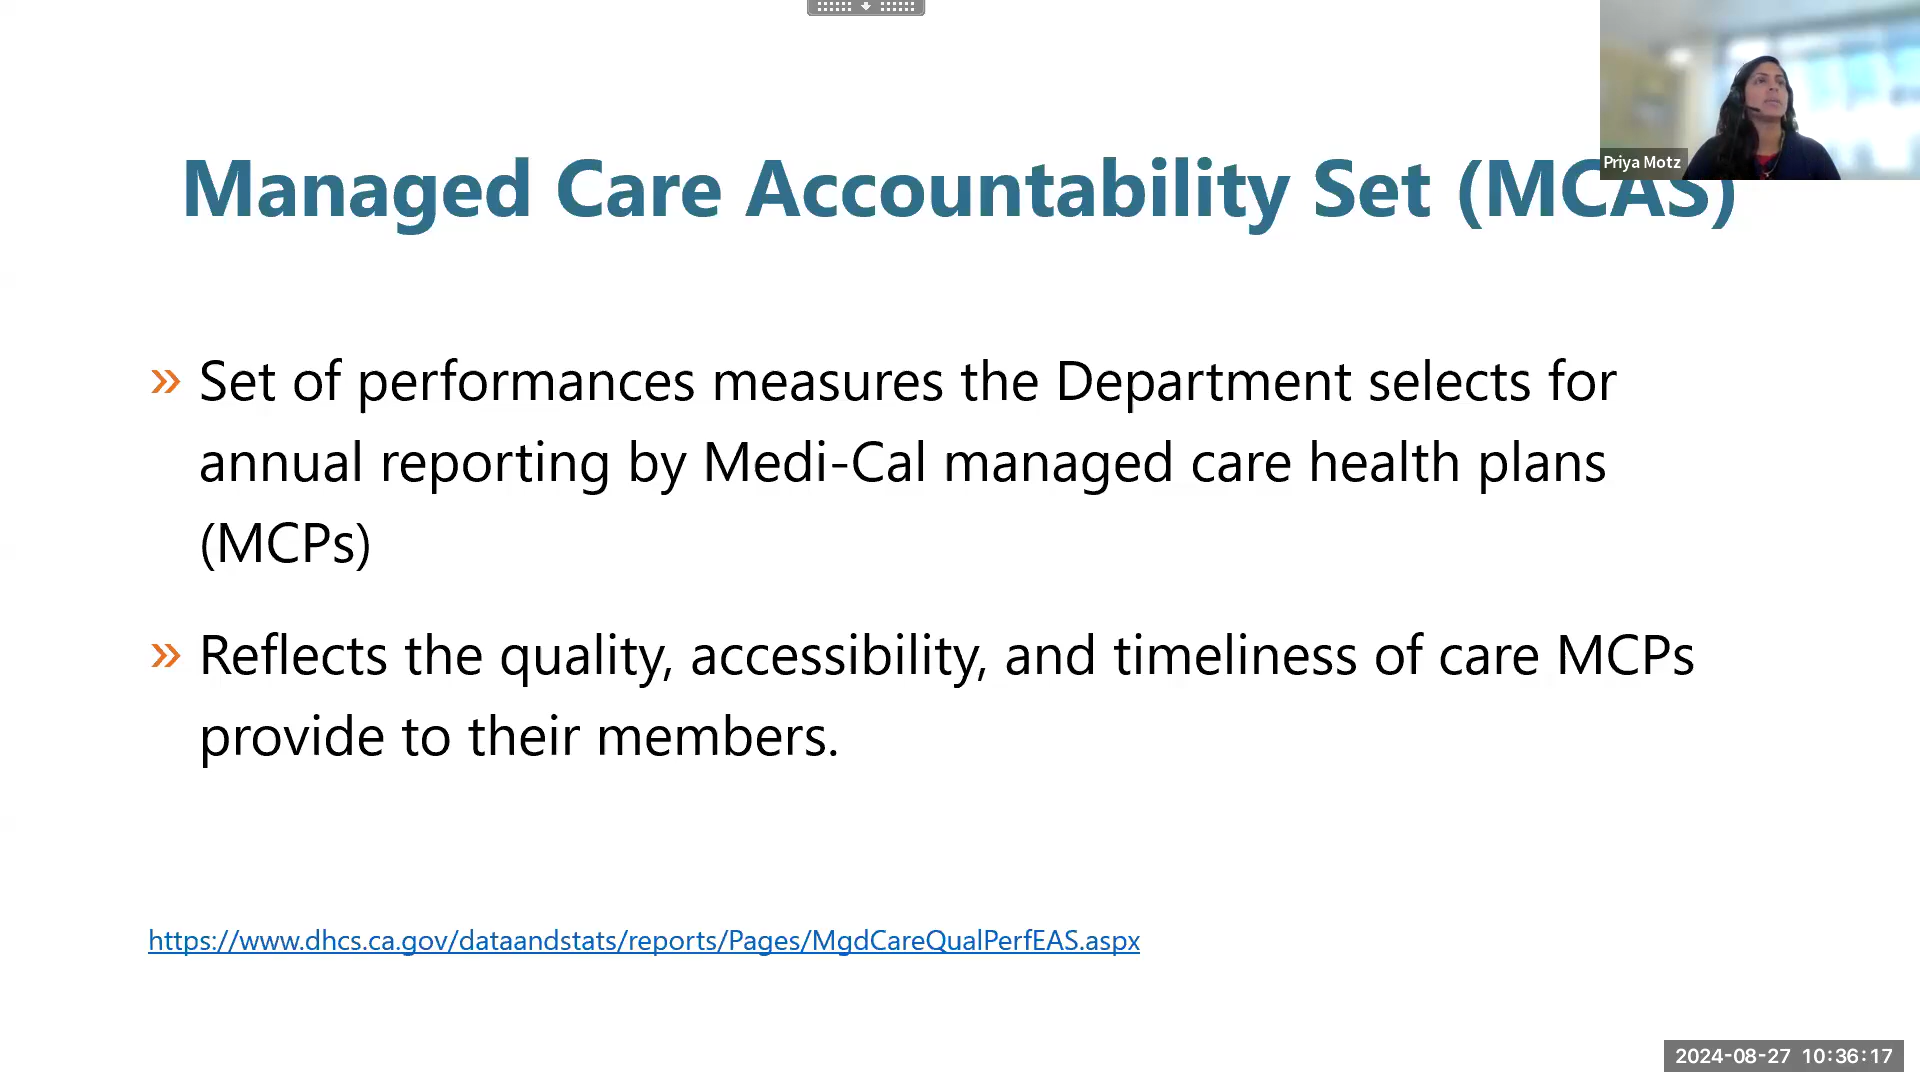 Priya Motz
Managed Care Accountability Set (MCAS)
» Set of performances measures the Department selects for
annual reporting by Medi-Cal managed care health plans
(MCPs)
» Reflects the quality, accessibility, and timeliness of care MCPs
provide to their members.
https://www.dhcs.ca.gov/dataandstats/reports/Pages/MgdCareQualPerfEAS.aspx
2024-08-27 10:36:17